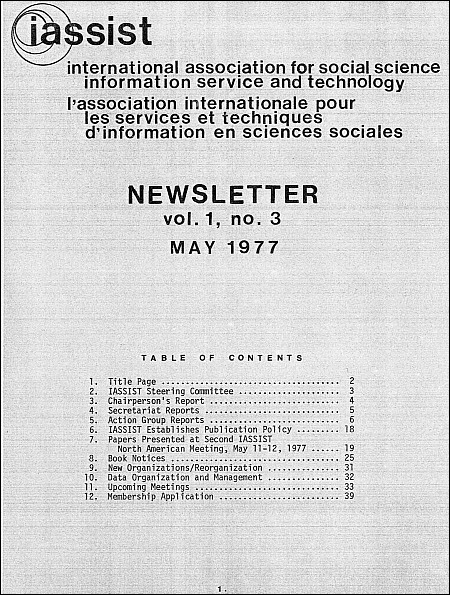 iassist
international association for social science
information service and technology
l'association internationale pour
les services et techniques
d'information en sciences sociales
NEWSLETTER
vol. 1, no. 3
MAY 1977
TABLE OF CONTENTS
1. Title Page ..................................... 2
2. IASSIST Steering Committee ..................... 3
3. Chairperson's Report ........................... 4
4. Secretariat Reports ............................ 5
5. Action Group Reports ........................... 6
6. IASSIST Establishes Publication Policy ........ 18
7. Papers Presented at Second IASSIST
North American Meeting, May 11-12, 1977 ...... 19
8. Book Notices .................................. 25
9. New Organizations/Reorganization .............. 31
10. Data Organization and Management .............. 32
11. Upcoming Meetings ............................. 33
12. Membership Application ........................ 39
1.